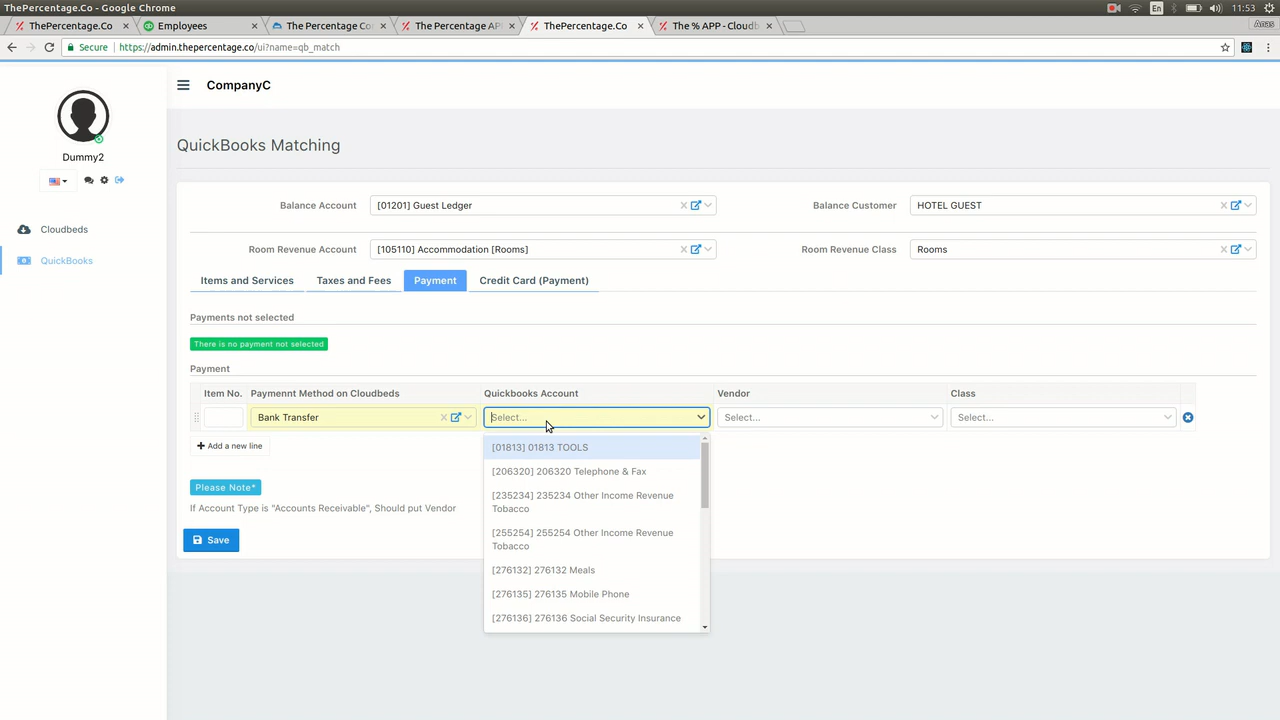 ThePercentage.Co - Google Chrome
ThePercentage.Co
Employees
The Percentage Co
The Percentage AP
ThePercentage.Co
The % APP - Cloudb
Anas
En
11:53
Secure
https://admin.thepercentage.co/ui?name=qb_match
CompanyC
Dummy2
Cloudbeds
QuickBooks
QuickBooks Matching
Balance Account
[01201] Guest Ledger
Balance Customer
HOTEL GUEST
Room Revenue Account
[105110] Accommodation [Rooms]
Room Revenue Class
Rooms
Items and Services
Taxes and Fees
Payment
Credit Card (Payment)
Payments not selected
There is no payment not selected
Payment
Item No.
Paymennt Method on Cloudbeds
Quickbooks Account
Vendor
Class
Bank Transfer
Select...
Select...
Select...
Add a new line
[01813] 01813 TOOLS
[206320] 206320 Telephone & Fax
[235234] 235234 Other Income Revenue
Tobacco
[255254] 255254 Other Income Revenue
Tobacco
[276132] 276132 Meals
[276135] 276135 Mobile Phone
[276136] 276136 Social Security Insurance
Please Note*
If Account Type is "Accounts Receivable", Should put Vendor
Save